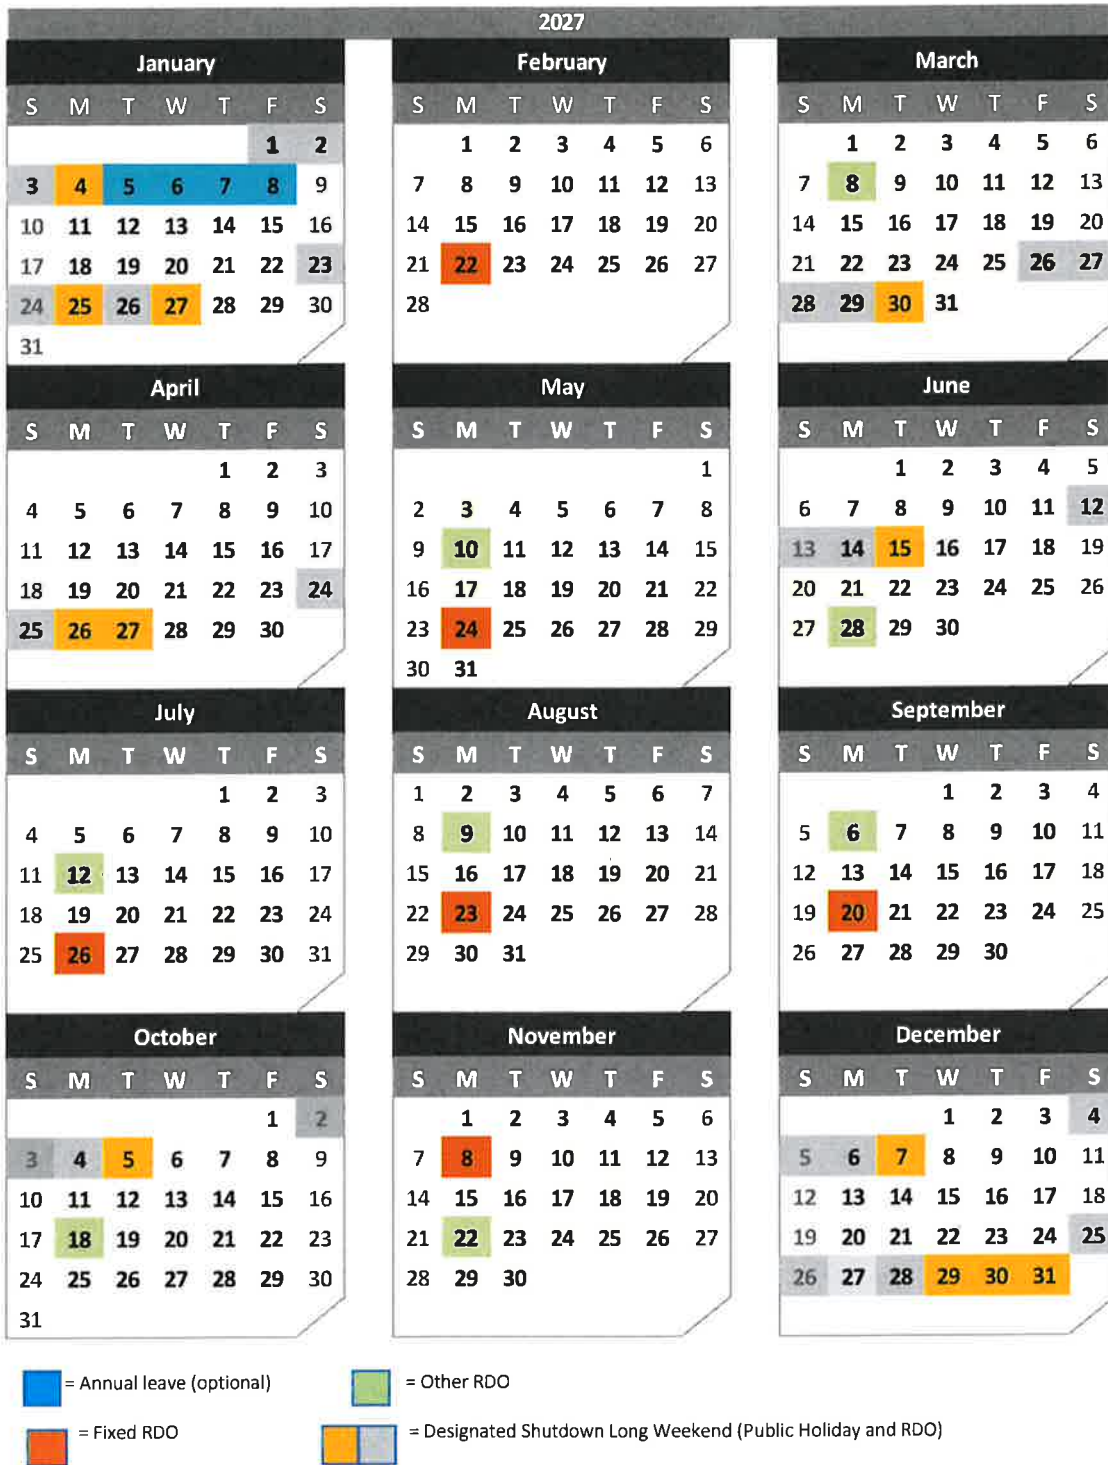 2027
January February March
S M T W T F S S M T W T F S S M T W T F S
1 2 1 2 3 4 5 6 1 2 3 4 5 6
3 4 5 6 7 8 9 7 8 9 10 11 12 13 7 8 9 10 11 12 13
10 11 12 13 14 15 16 14 15 16 17 18 19 20 14 15 16 17 18 19 20
17 18 19 20 21 22 23 21 22 23 24 25 26 27 21 22 23 24 25 26 27
24 25 26 27 28 29 30 28 28 29 30 31
31
April May June
S M T W T F S S M T W T F S S M T W T F S
1 2 3 1 1 2 3 4 5
4 5 6 7 8 9 10 2 3 4 5 6 7 8 6 7 8 9 10 11 12
11 12 13 14 15 16 17 9 10 11 12 13 14 15 13 14 15 16 17 18 19
18 19 20 21 22 23 24 16 17 18 19 20 21 22 20 21 22 23 24 25 26
25 26 27 28 29 30 23 24 25 26 27 28 29 27 28 29 30
30 31
July August September
S M T W T F S S M T W T F S S M T W T F S
1 2 3 1 2 3 4 5 6 7 1 2 3 4
4 5 6 7 8 9 10 8 9 10 11 12 13 14 5 6 7 8 9 10 11
11 12 13 14 15 16 17 15 16 17 18 19 20 21 12 13 14 15 16 17 18
18 19 20 21 22 23 24 22 23 24 25 26 27 28 19 20 21 22 23 24 25
25 26 27 28 29 30 31 29 30 31 26 27 28 29 30
October November December
S M T W T F S S M T W T F S S M T W T F S
1 2 1 2 3 4 5 6 1 2 3 4
3 4 5 6 7 8 9 7 8 9 10 11 12 13 5 6 7 8 9 10 11
10 11 12 13 14 15 16 14 15 16 17 18 19 20 12 13 14 15 16 17 18
17 18 19 20 21 22 23 21 22 23 24 25 26 27 19 20 21 22 23 24 25
24 25 26 27 28 29 30 28 29 30 26 27 28 29 30 31
31
= Annual leave (optional) = Other RDO
= Fixed RDO = Designated Shutdown Long Weekend (Public Holiday and RDO)